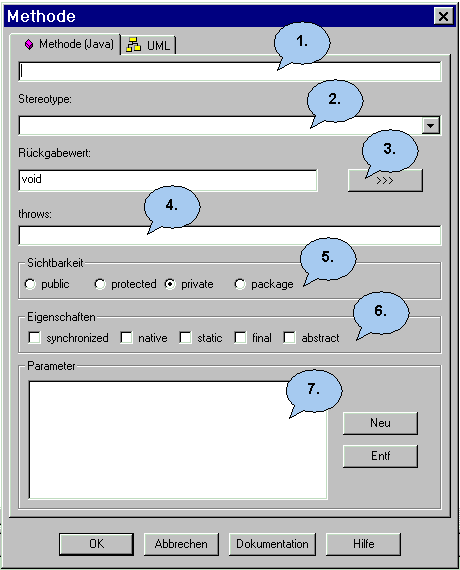 Methode
Methode (Java) UML
1.
Stereotype:
2.
Rückgabewert:
3.
void >>>
4.
throws:
Sichtbarkeit
5.
public protected private package
Eigenschaften
6.
synchronized native static final abstract
Parameter
7.
Neu
Entf
OK Abbrechen Dokumentation Hilfe